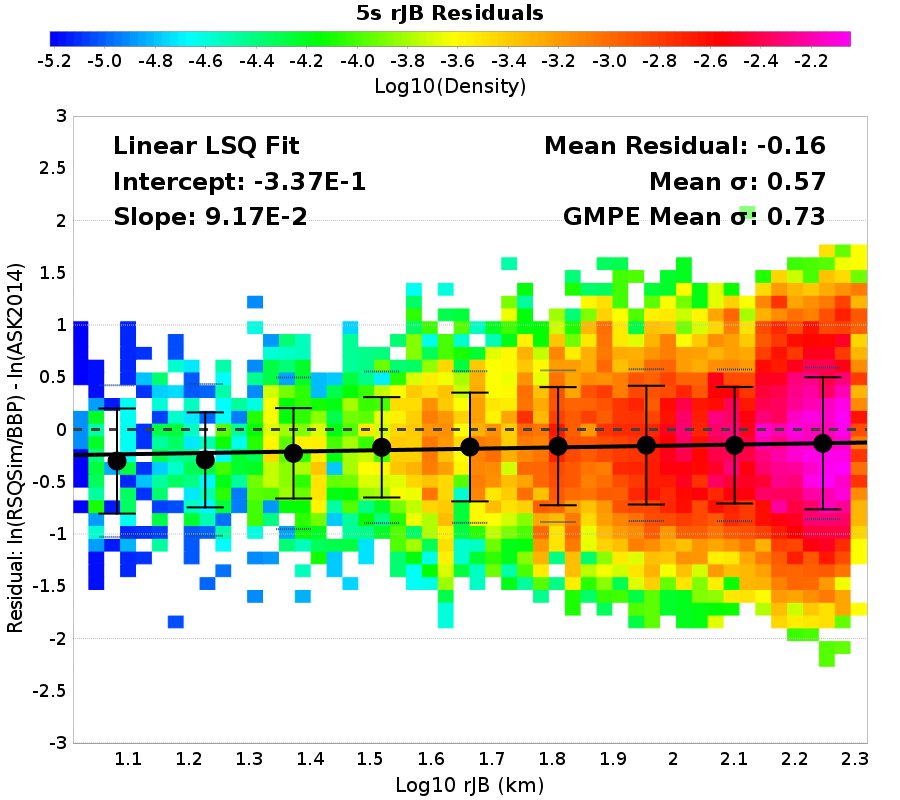 5s rJB Residuals
-5.2 -5.0 -4.8 -4.6 -4.4 -4.2 -4.0 -3.8 -3.6 -3.4 -3.2 -3.0 -2.8 -2.6 -2.4 -2.2
Log10(Density)
Linear LSQ Fit
Intercept: -3.37E-1
Slope: 9.17E-2
Mean Residual: -0.16
Mean σ: 0.57
GMPE Mean σ: 0.73
Residual: ln(RSQSim/BBP) - ln(ASK2014)
3
2.5
2
1.5
1
0.5
0
-0.5
-1
-1.5
-2
-2.5
-3
1.1 1.2 1.3 1.4 1.5 1.6 1.7 1.8 1.9 2 2.1 2.2 2.3
Log10 rJB (km)